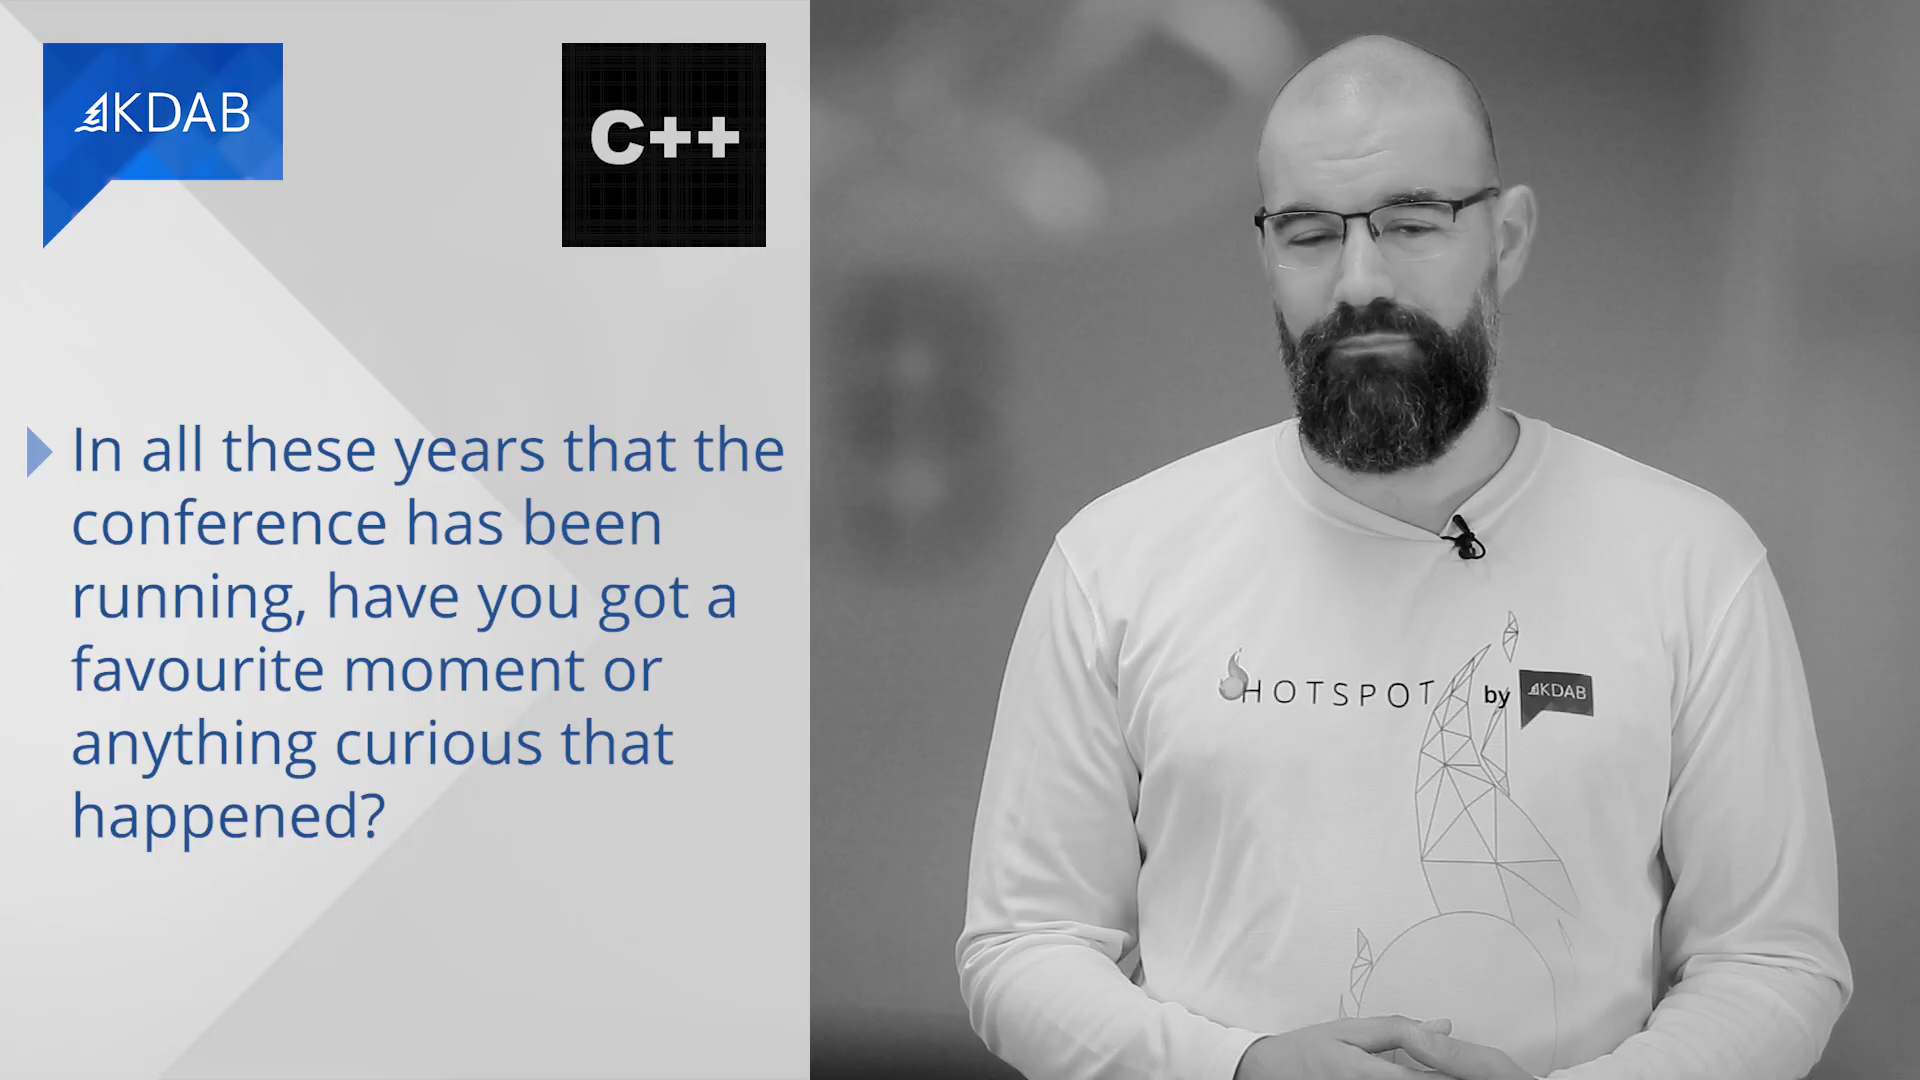 KDAB
C++
In all these years that the
conference has been
running, have you got a
favourite moment or
anything curious that
happened?
HOTSPOT by KDAB